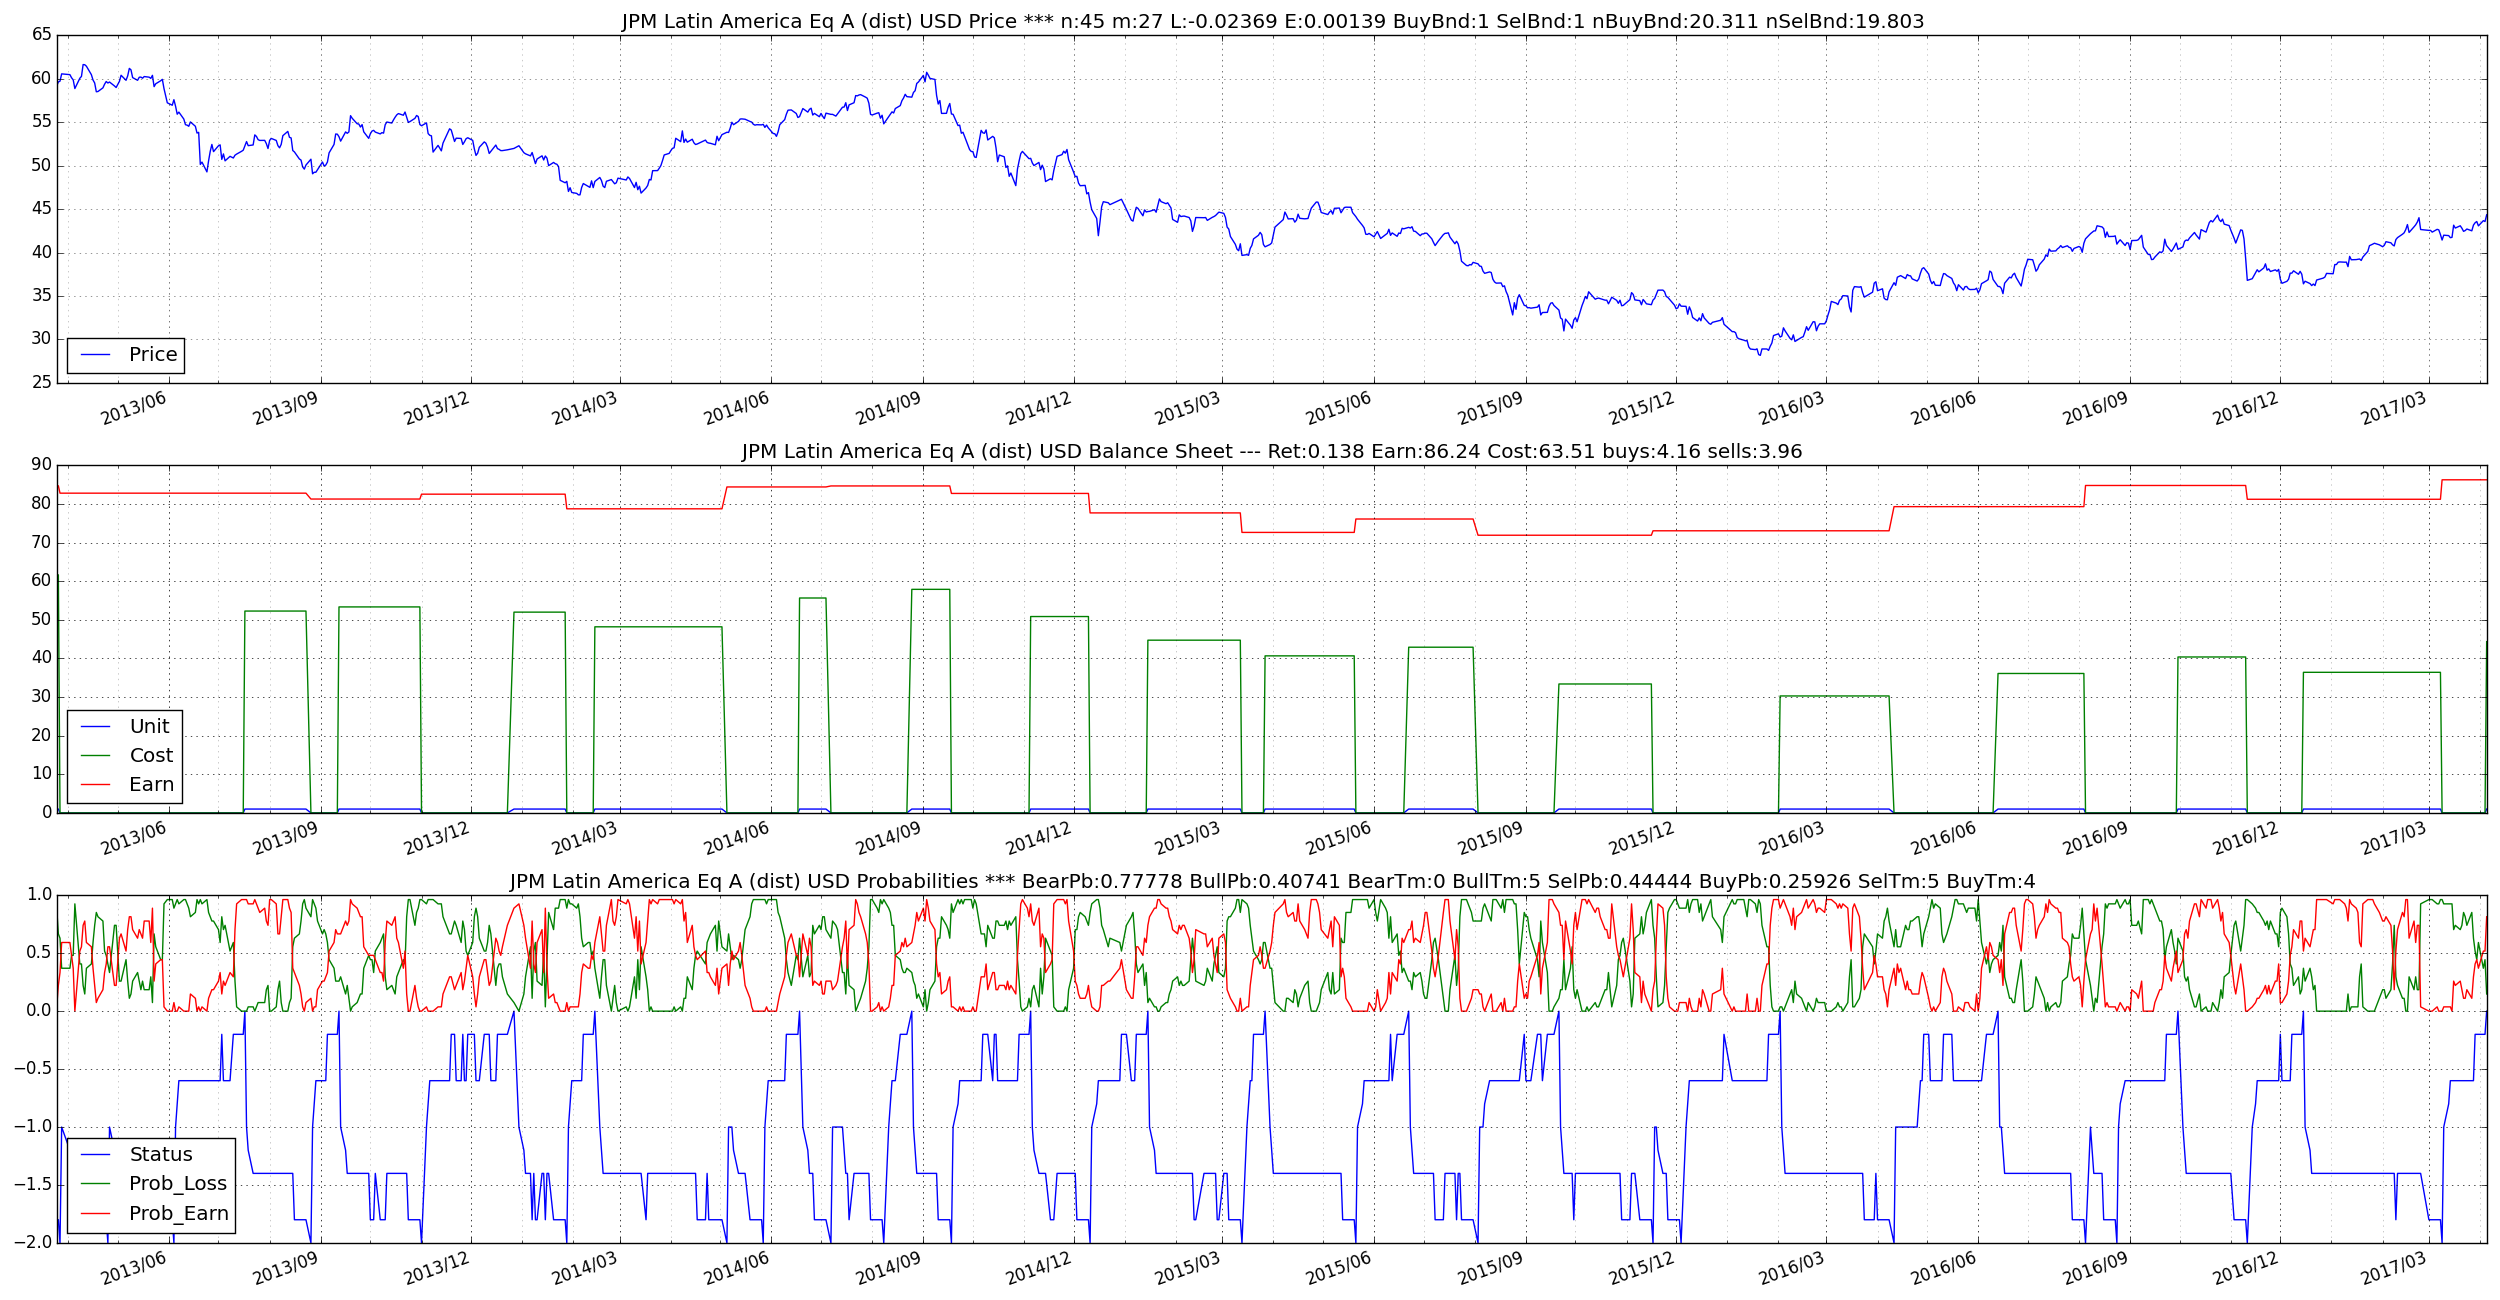 JPM Latin America Eq A (dist) USD Price *** n:45 m:27 L:-0.02369 E:0.00139 BuyBnd:1 SelBnd:1 nBuyBnd:20.311 nSelBnd:19.803
65
60
55
50
45
40
35
30
25
Price
2013/06 2013/09 2013/12 2014/03 2014/06 2014/09 2014/12 2015/03 2015/06 2015/09 2015/12 2016/03 2016/06 2016/09 2016/12 2017/03
JPM Latin America Eq A (dist) USD Balance Sheet --- Ret:0.138 Earn:86.24 Cost:63.51 buys:4.16 sells:3.96
90
80
70
60
50
40
30
20
10
0
Unit
Cost
Earn
2013/06 2013/09 2013/12 2014/03 2014/06 2014/09 2014/12 2015/03 2015/06 2015/09 2015/12 2016/03 2016/06 2016/09 2016/12 2017/03
JPM Latin America Eq A (dist) USD Probabilities *** BearPb:0.77778 BullPb:0.40741 BearTm:0 BullTm:5 SelPb:0.44444 BuyPb:0.25926 SelTm:5 BuyTm:4
1.0
0.5
0.0
−0.5
−1.0
−1.5
−2.0
Status
Prob_Loss
Prob_Earn
2013/06 2013/09 2013/12 2014/03 2014/06 2014/09 2014/12 2015/03 2015/06 2015/09 2015/12 2016/03 2016/06 2016/09 2016/12 2017/03